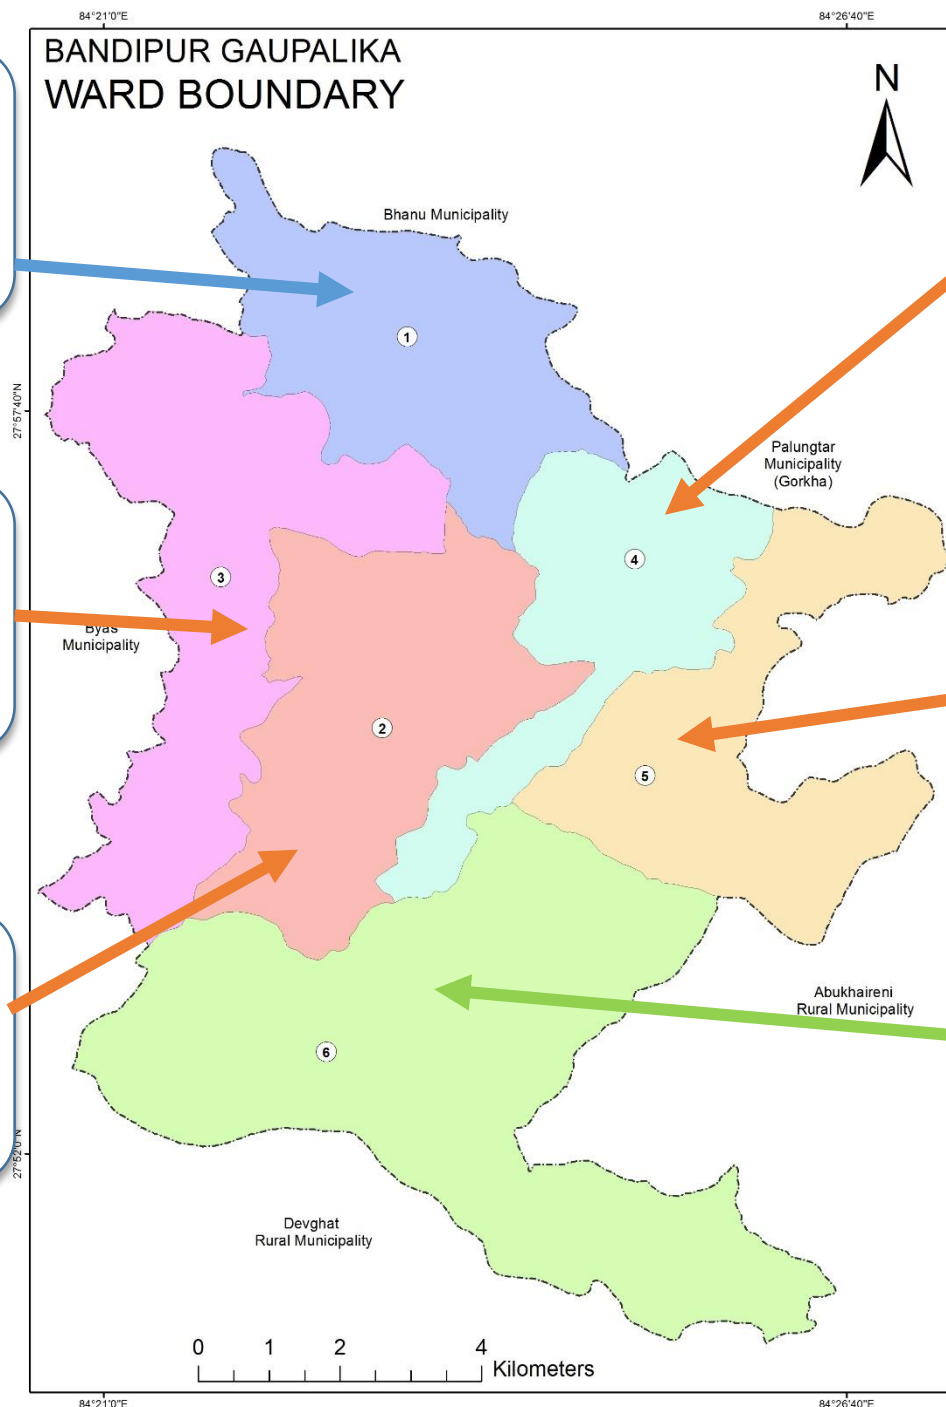 84°21'0"E
84°26'40"E
BANDIPUR GAUPALIKA
WARD BOUNDARY
N
Bhanu Municipality
1
27°57'40"N
Palungtar
Municipality
(Gorkha)
4
3
Byas
Municipality
2
5
Abukhaireni
Rural Municipality
6
27°52'0"N
Devghat
Rural Municipality
0 1 2 4
Kilometers
84°21'0"E
84°26'40"E